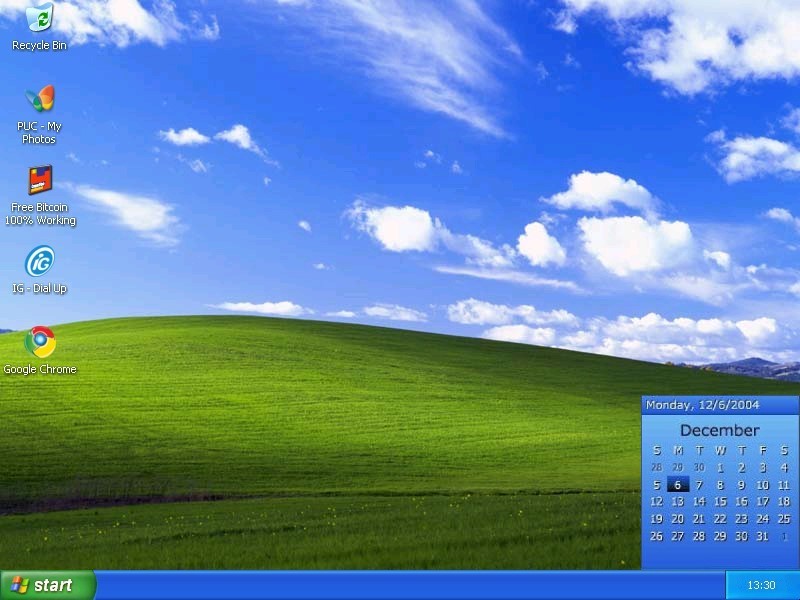 Recycle Bin
PUC - My
Photos
Free Bitcoin
100% Working
IG - Dial Up
Google Chrome
Monday, 12/6/2004
December
S M T W T F S
28 29 30 1 2 3 4
5 6 7 8 9 10 11
12 13 14 15 16 17 18
19 20 21 22 23 24 25
26 27 28 29 30 31 1
start
13:30